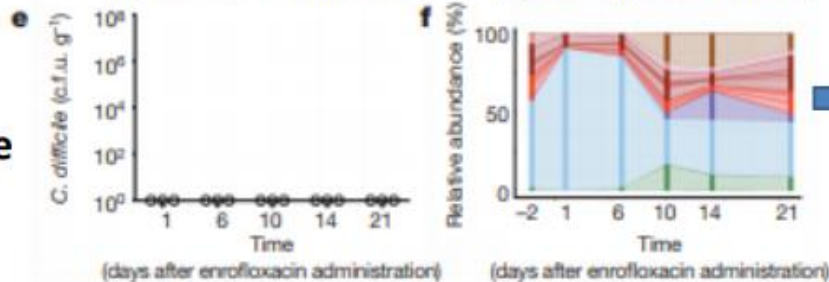 e
f
e
C. difficile (c.f.u. g⁻¹)
10⁸
10⁶
10⁴
10²
10⁰
1 6 10 14 21
Time
(days after enrofloxacin administration)
Relative abundance (%)
100
50
0
−2 1 6 10 14 21
Time
(days after enrofloxacin administration)